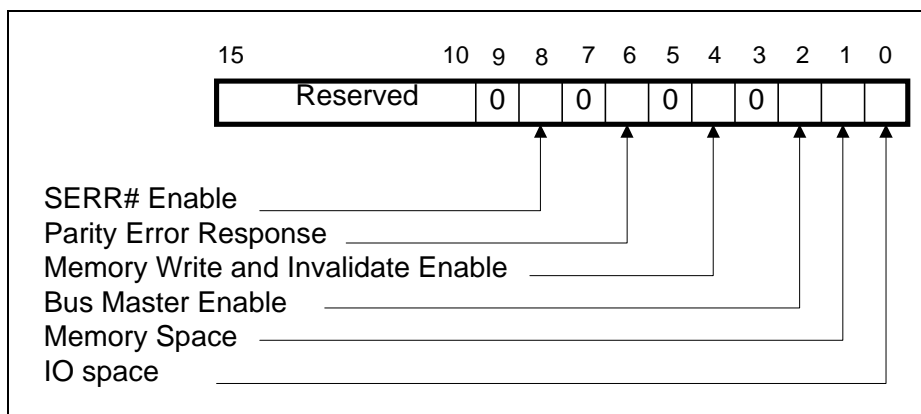 15 10 9 8 7 6 5 4 3 2 1 0
Reserved 0 0 0 0
SERR# Enable
Parity Error Response
Memory Write and Invalidate Enable
Bus Master Enable
Memory Space
IO space